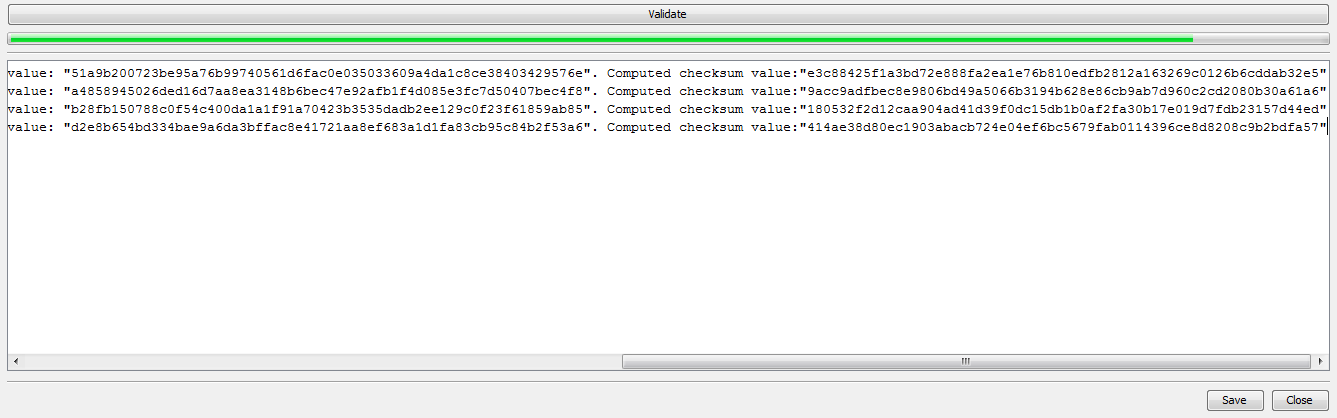 Validate
value: "51a9b200723be95a76b99740561d6fac0e035033609a4da1c8ce38403429576e". Computed checksum value:"e3c88425f1a3bd72e888fa2ea1e76b810edfb2812a163269c0126b6cddab32e5"
value: "a4858945026ded16d7aa8ea3148b6bec47e92afb1f4d085e3fc7d50407bec4f8". Computed checksum value:"9acc9adfbec8e9806bd49a5066b3194b628e86cb9ab7d960c2cd2080b30a61a6"
value: "b28fb150788c0f54c400da1a1f91a70423b3535dadb2ee129c0f23f61859ab85". Computed checksum value:"180532f2d12caa904ad41d39f0dc15db1b0af2fa30b17e019d7fdb23157d44ed"
value: "d2e8b654bd334bae9a6da3bffac8e41721aa8ef683a1d1fa83cb95c84b2f53a6". Computed checksum value:"414ae38d80ec1903abacb724e04ef6bc5679fab0114396ce8d8208c9b2bdfa57"
Save Close